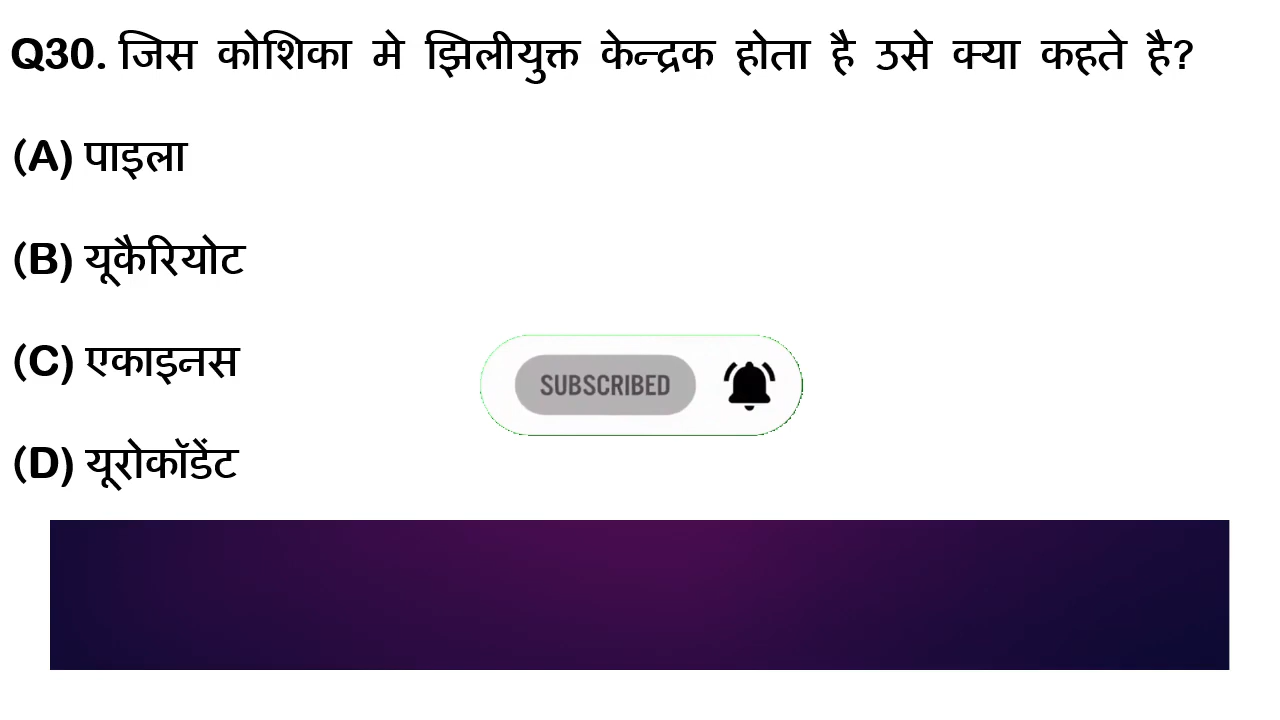 Q30. जिस कोशिका मे झिलीयुक्त केन्द्रक होता है उसे क्या कहते है?
(A) पाइला
(B) यूकैरियोट
(C) एकाइनस
SUBSCRIBED
(D) यूरोकॉर्डेट